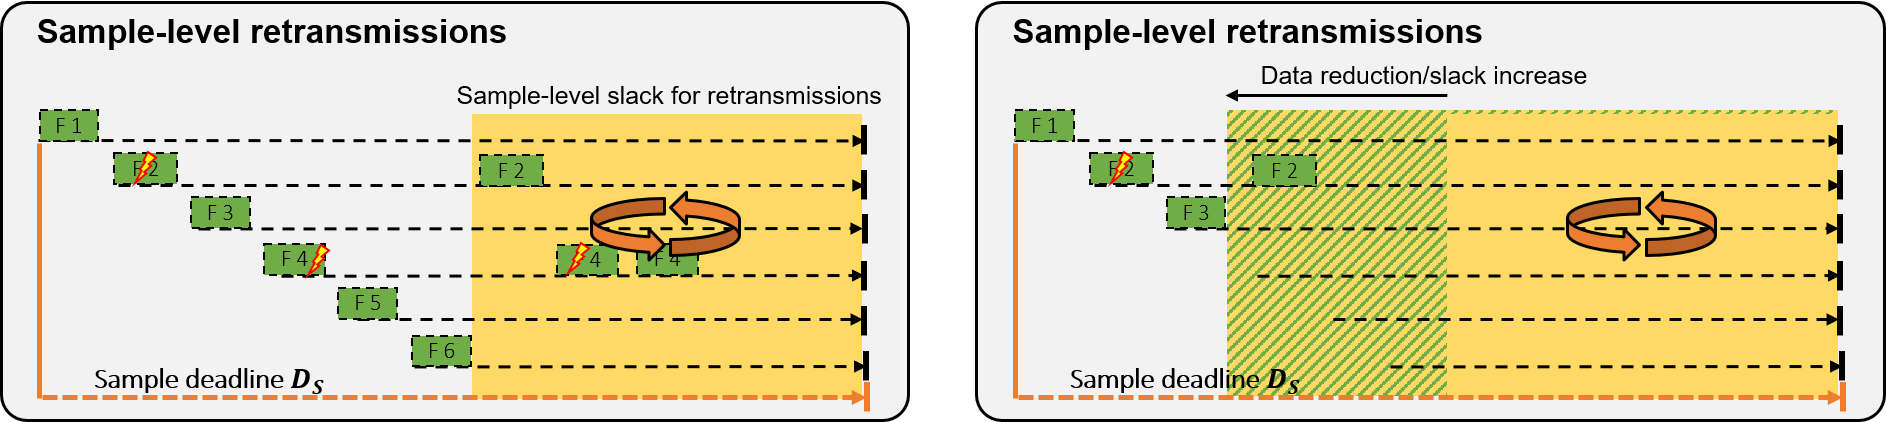 Sample-level retransmissions
Sample-level slack for retransmissions
F 1
F 2
F 2
F 3
F 4
4
F 4
F 5
F 6
Sample deadline D_S
Sample-level retransmissions
Data reduction/slack increase
F 1
F 2
F 2
F 3
Sample deadline D_S